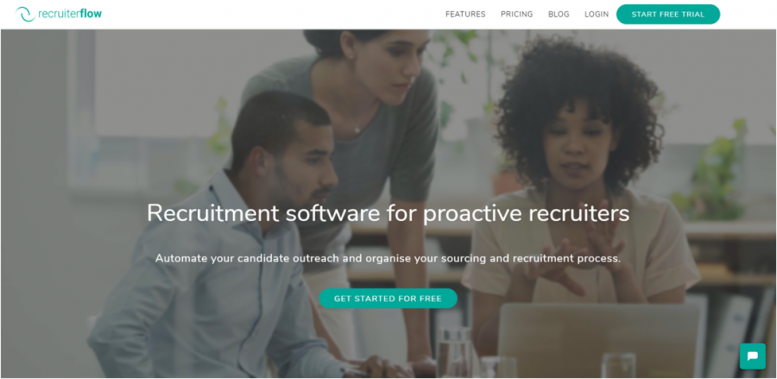 recruiterflow
FEATURES PRICING BLOG LOGIN START FREE TRIAL
Recruitment software for proactive recruiters
Automate your candidate outreach and organise your sourcing and recruitment process.
GET STARTED FOR FREE